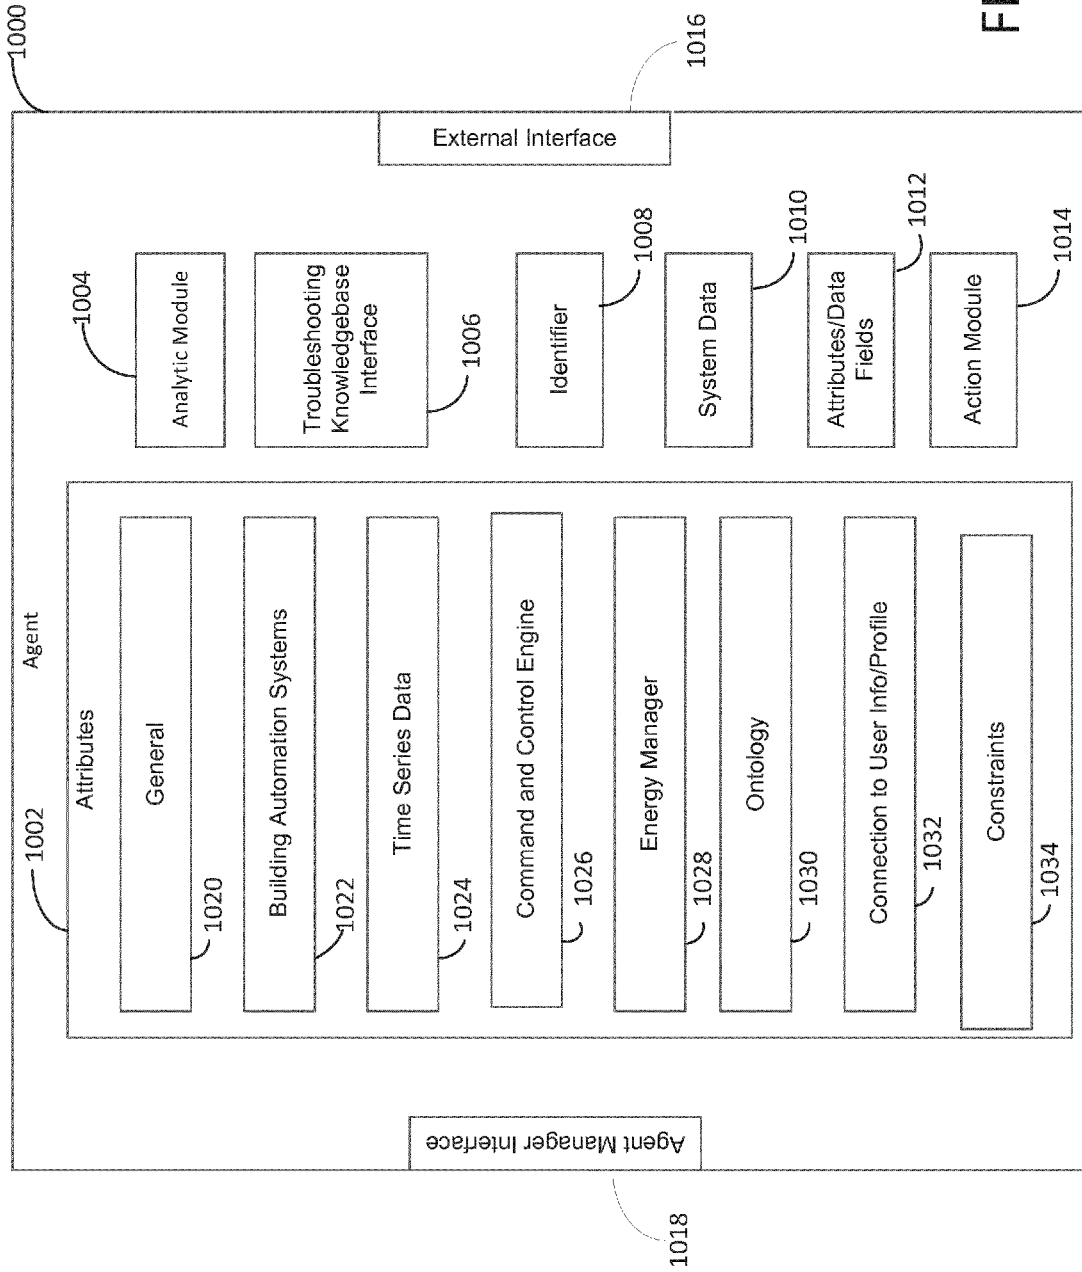 1000
Agent
1002
Attributes
General
1020
Building Automation Systems
1022
Time Series Data
1024
Command and Control Engine
1026
Energy Manager
1028
Ontology
1030
Connection to User Info/Profile
1032
Constraints
1034
1004
Analytic Module
Troubleshooting
Knowledgebase
Interface
1006
Identifier
1008
System Data
1010
Attributes/Data
Fields
1012
Action Module
1014
External Interface
1016
Agent Manager Interface
1018